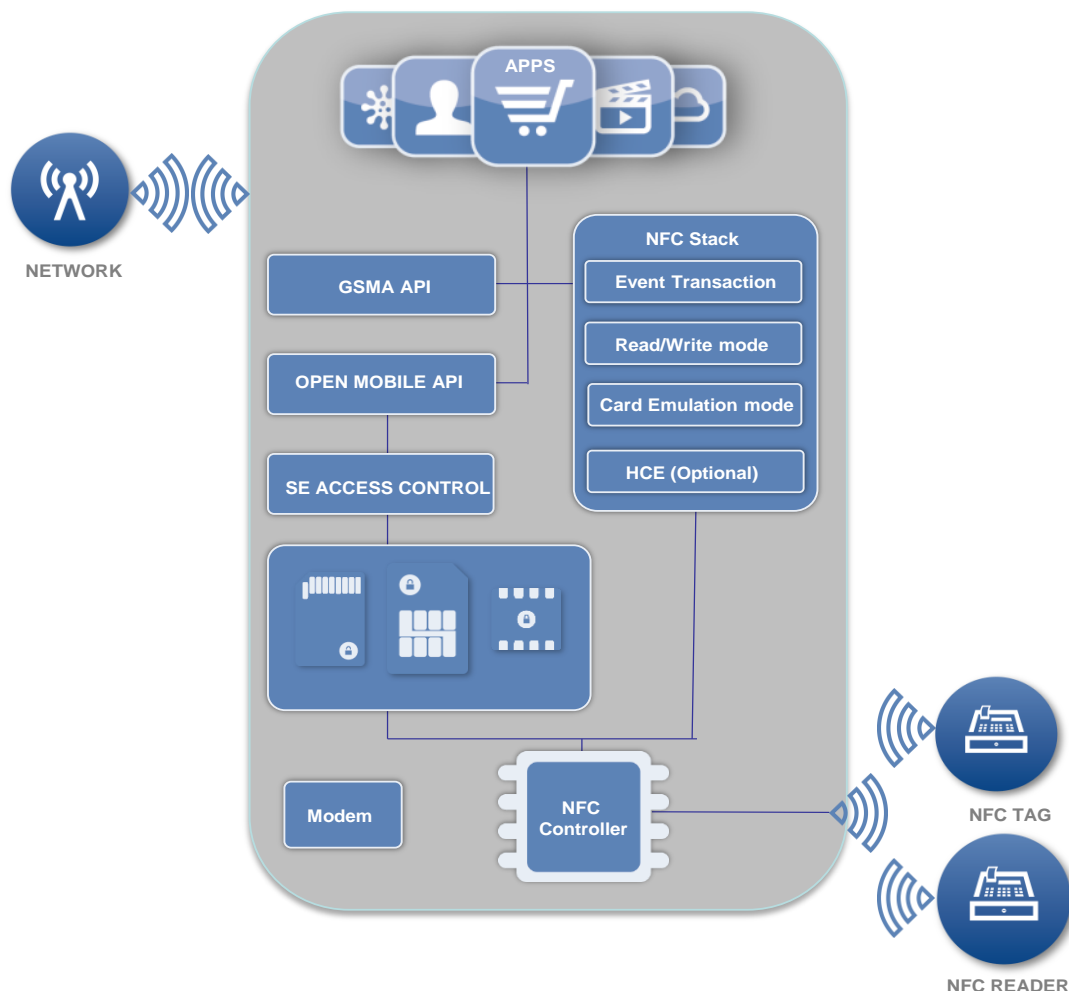 APPS
NETWORK
NFC Stack
GSMA API
Event Transaction
Read/Write mode
OPEN MOBILE API
Card Emulation mode
SE ACCESS CONTROL
HCE (Optional)
Modem
NFC
Controller
NFC TAG
NFC READER